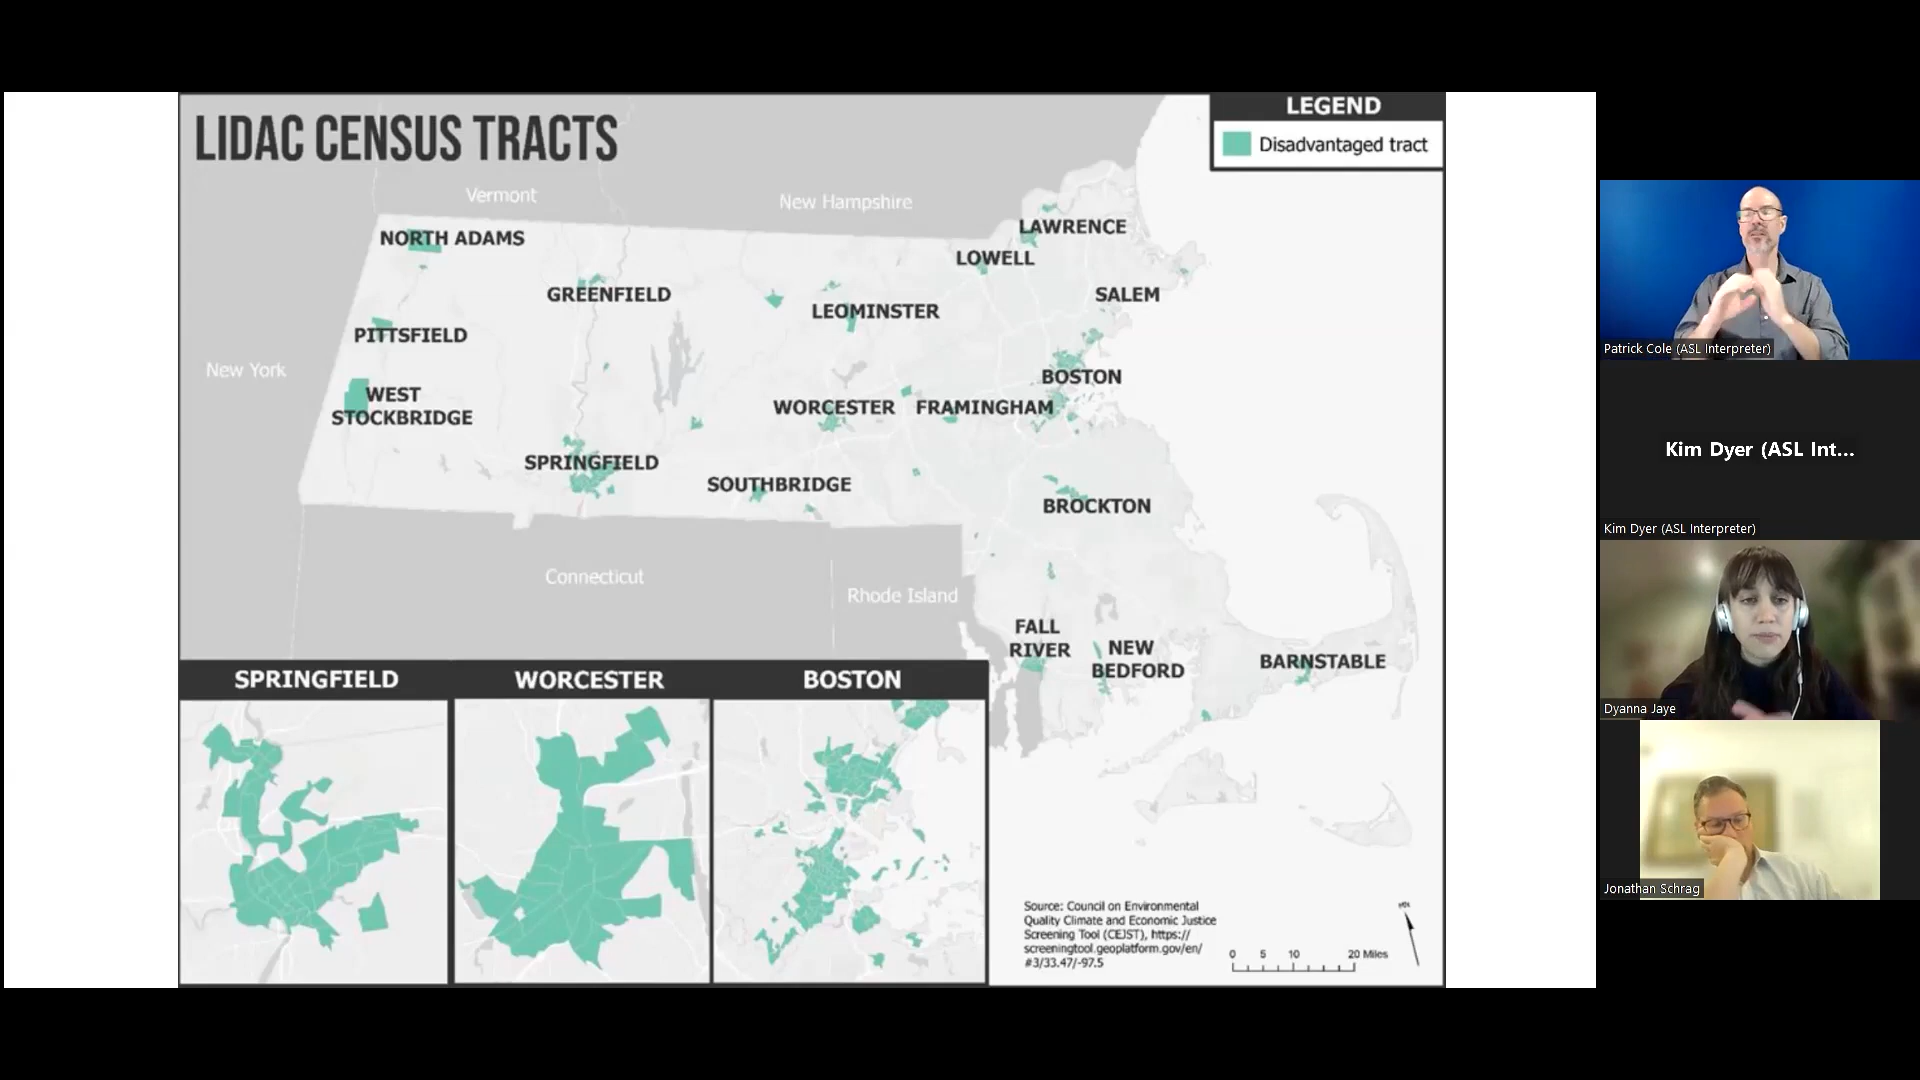 LIDAC CENSUS TRACTS
LEGEND
Disadvantaged tract
Vermont
New Hampshire
NORTH ADAMS
LAWRENCE
LOWELL
GREENFIELD
SALEM
LEOMINSTER
PITTSFIELD
New York
BOSTON
WEST
STOCKBRIDGE
WORCESTER
FRAMINGHAM
SPRINGFIELD
SOUTHBRIDGE
BROCKTON
Connecticut
Rhode Island
FALL
RIVER
NEW
BEDFORD
BARNSTABLE
SPRINGFIELD
WORCESTER
BOSTON
Source: Council on Environmental
Quality Climate and Economic Justice
Screening Tool (CEJST), https://
screeningtool.geoplatform.gov/en/
#3/33.47/-97.5
0 5 10 20 Miles
Patrick Cole (ASL Interpreter)
Kim Dyer (ASL Int...
Kim Dyer (ASL Interpreter)
Dyanna Jaye
Jonathan Schrag